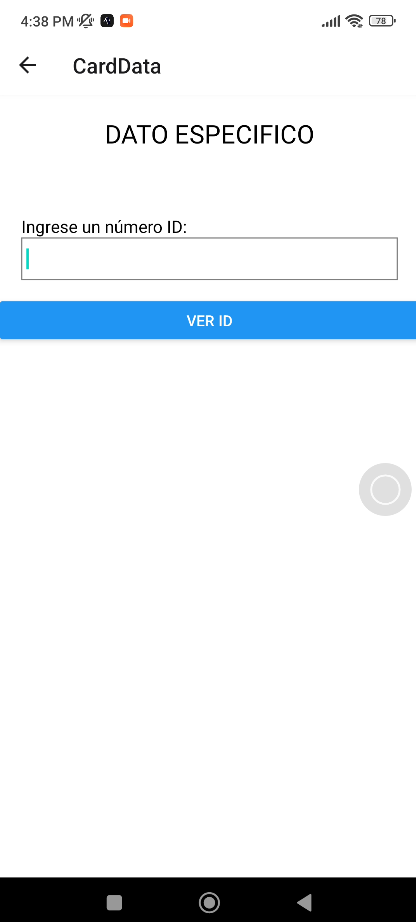 4:38 PM
78
CardData
DATO ESPECIFICO
Ingrese un número ID:
VER ID